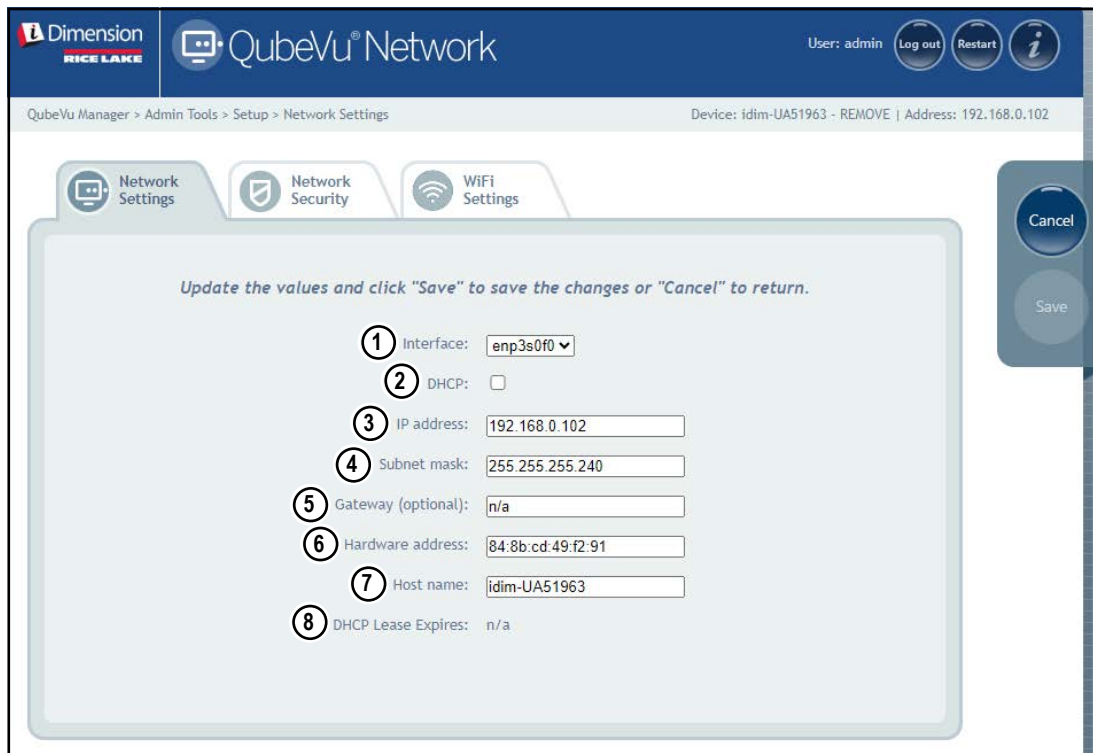 iDimension
RICE LAKE
QubeVu® Network
User: admin
Log out
Restart
i
QubeVu Manager > Admin Tools > Setup > Network Settings
Device: idim-UA51963 - REMOVE | Address: 192.168.0.102
Network
Settings
Network
Security
WiFi
Settings
Cancel
Save
Update the values and click "Save" to save the changes or "Cancel" to return.
1 Interface: enp3s0f0
2 DHCP:
3 IP address: 192.168.0.102
4 Subnet mask: 255.255.255.240
5 Gateway (optional): n/a
6 Hardware address: 84:8b:cd:49:f2:91
7 Host name: idim-UA51963
8 DHCP Lease Expires: n/a